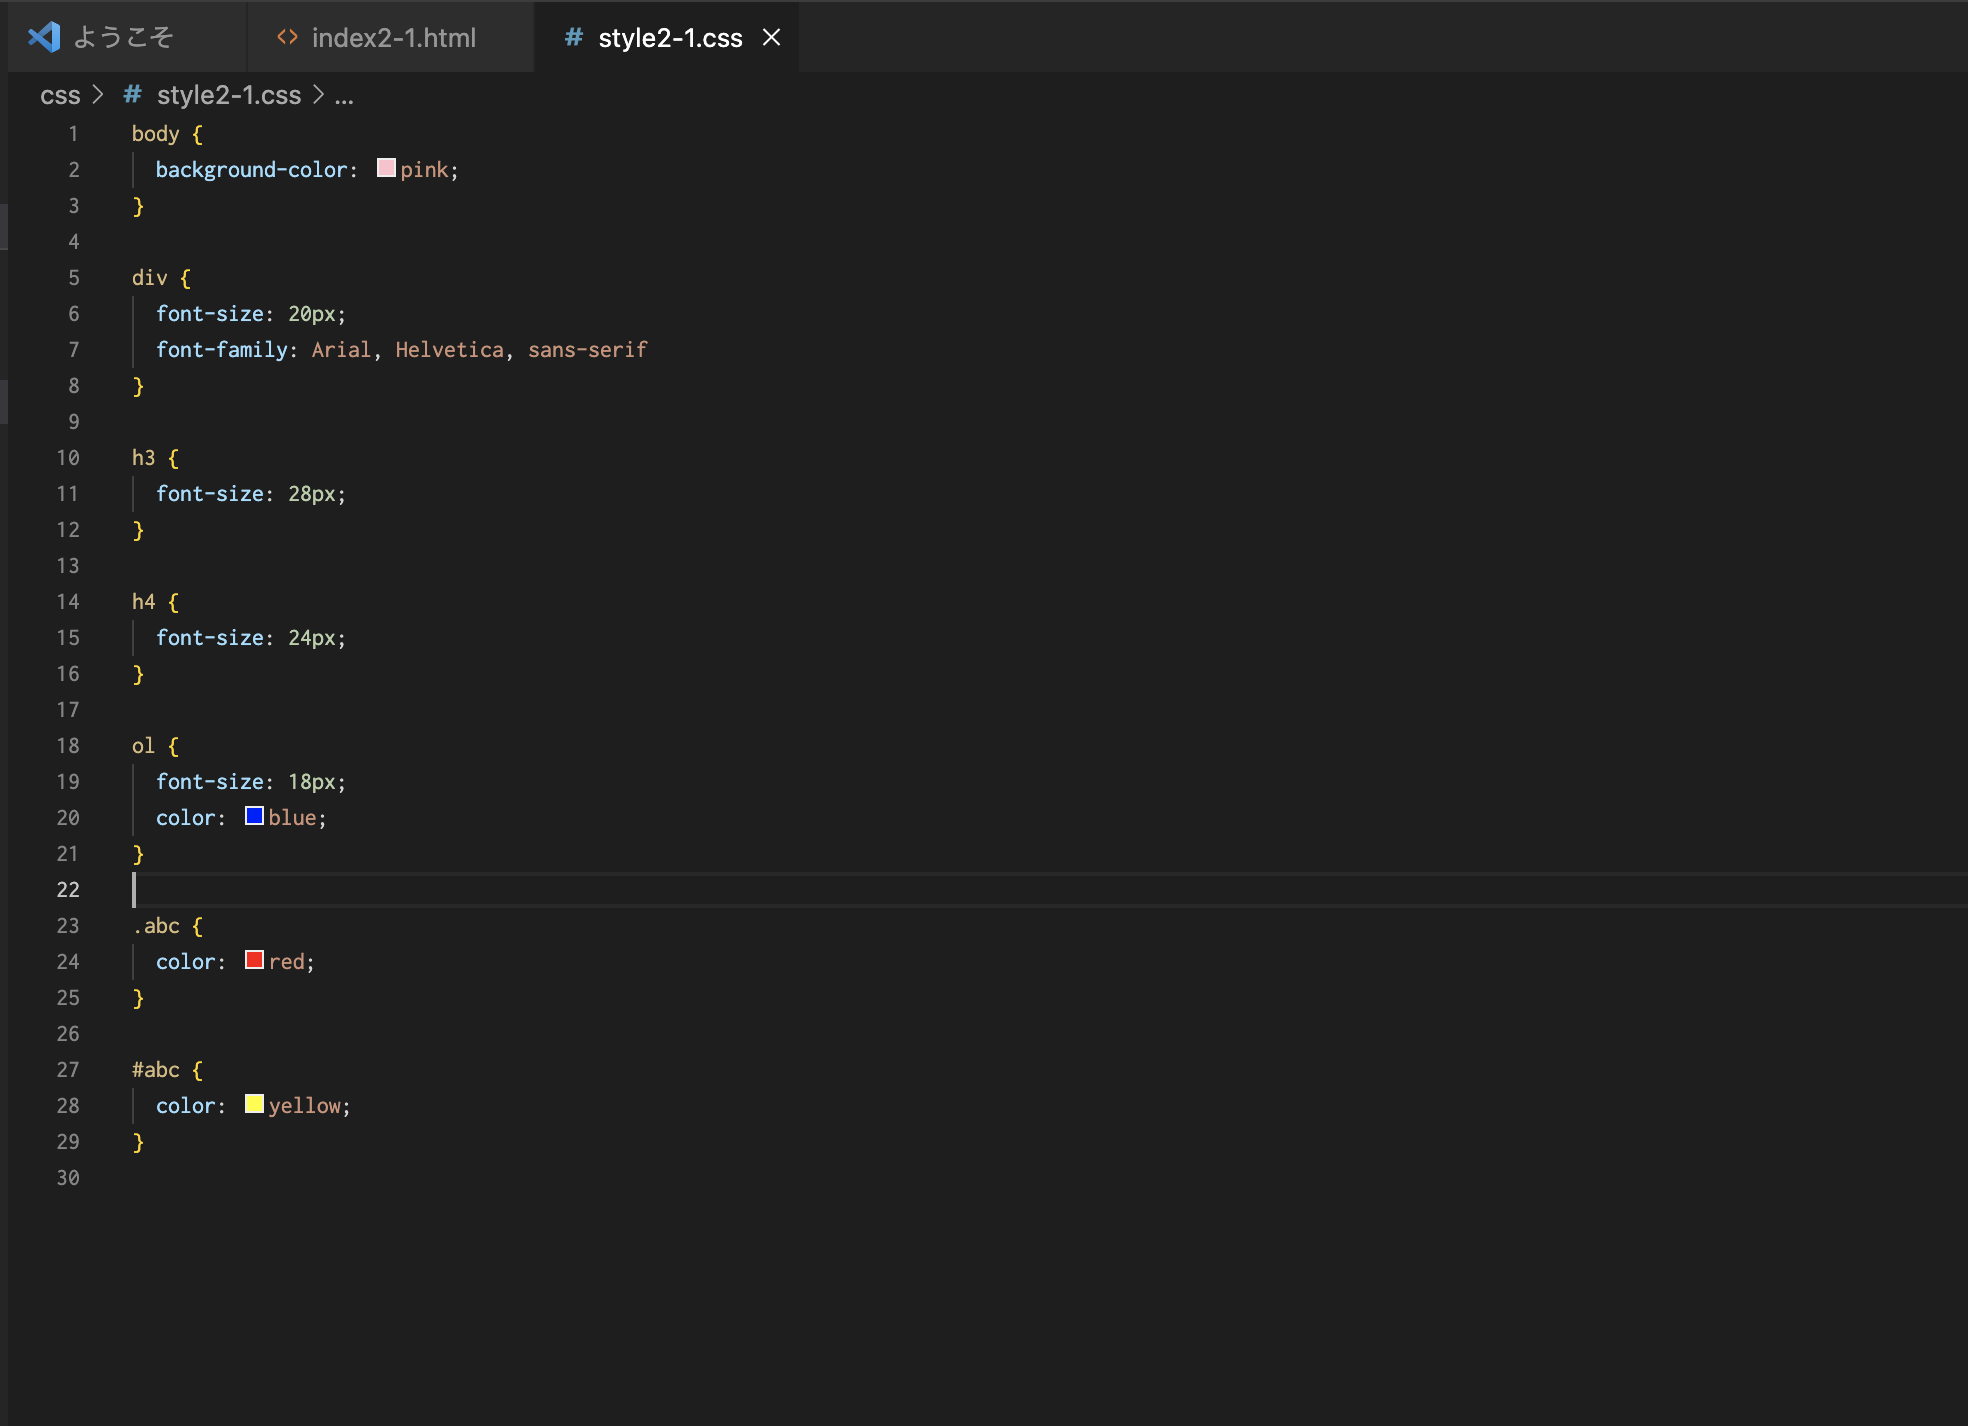 ようこそ <> index2-1.html # style2-1.css ×
css > # style2-1.css > ...
1 body {
2 background-color: pink;
3 }
4
5 div {
6 font-size: 20px;
7 font-family: Arial, Helvetica, sans-serif
8 }
9
10 h3 {
11 font-size: 28px;
12 }
13
14 h4 {
15 font-size: 24px;
16 }
17
18 ol {
19 font-size: 18px;
20 color: blue;
21 }
22
23 .abc {
24 color: red;
25 }
26
27 #abc {
28 color: yellow;
29 }
30